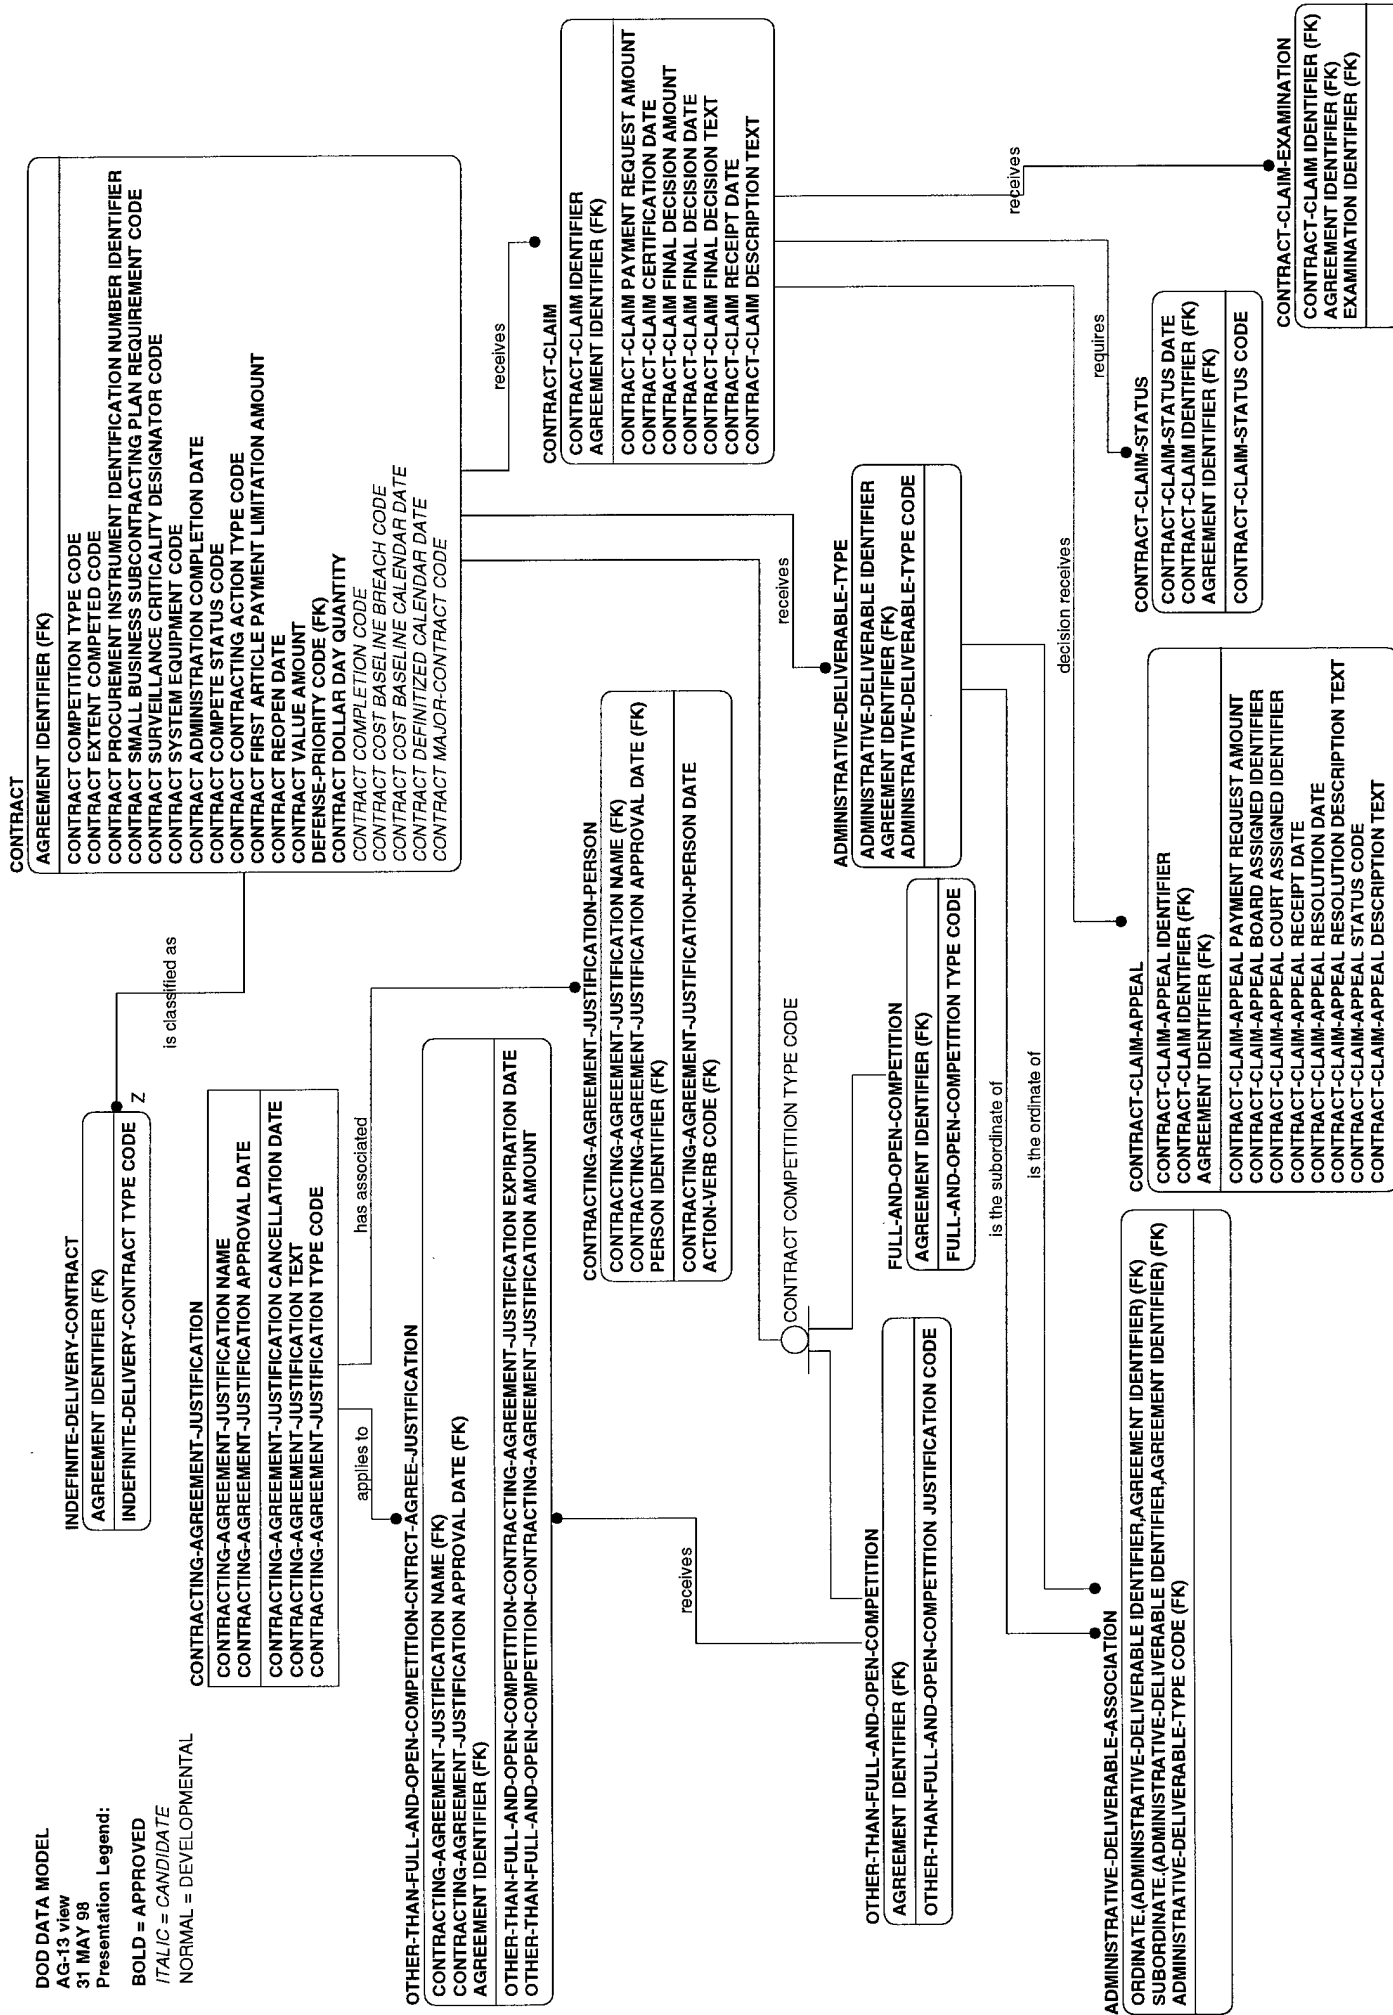 DOD DATA MODEL
AG-13 view
31 MAY 98
Presentation Legend:
BOLD = APPROVED
ITALIC = CANDIDATE
NORMAL = DEVELOPMENTAL
CONTRACT
AGREEMENT IDENTIFIER (FK)
CONTRACT COMPETITION TYPE CODE
CONTRACT EXTENT COMPETED CODE
CONTRACT PROCUREMENT INSTRUMENT IDENTIFICATION NUMBER IDENTIFIER
CONTRACT SMALL BUSINESS SUBCONTRACTING PLAN REQUIREMENT CODE
CONTRACT SURVEILLANCE CRITICALITY DESIGNATOR CODE
CONTRACT SYSTEM EQUIPMENT CODE
CONTRACT ADMINISTRATION COMPLETION DATE
CONTRACT COMPETE STATUS CODE
CONTRACT CONTRACTING ACTION TYPE CODE
CONTRACT FIRST ARTICLE PAYMENT LIMITATION AMOUNT
CONTRACT REOPEN DATE
CONTRACT VALUE AMOUNT
DEFENSE-PRIORITY CODE (FK)
CONTRACT DOLLAR DAY QUANTITY
CONTRACT COMPLETION CODE
CONTRACT COST BASELINE BREACH CODE
CONTRACT COST BASELINE CALENDAR DATE
CONTRACT DEFINITIZED CALENDAR DATE
CONTRACT MAJOR-CONTRACT CODE
is classified as
INDEFINITE-DELIVERY-CONTRACT
AGREEMENT IDENTIFIER (FK)
INDEFINITE-DELIVERY-CONTRACT TYPE CODE
Z
CONTRACTING-AGREEMENT-JUSTIFICATION
CONTRACTING-AGREEMENT-JUSTIFICATION NAME
CONTRACTING-AGREEMENT-JUSTIFICATION APPROVAL DATE
CONTRACTING-AGREEMENT-JUSTIFICATION CANCELLATION DATE
CONTRACTING-AGREEMENT-JUSTIFICATION TEXT
CONTRACTING-AGREEMENT-JUSTIFICATION TYPE CODE
applies to
has associated
OTHER-THAN-FULL-AND-OPEN-COMPETITION-CNTRCT-AGREE-JUSTIFICATION
CONTRACTING-AGREEMENT-JUSTIFICATION NAME (FK)
CONTRACTING-AGREEMENT-JUSTIFICATION APPROVAL DATE (FK)
AGREEMENT IDENTIFIER (FK)
OTHER-THAN-FULL-AND-OPEN-COMPETITION-CONTRACTING-AGREEMENT-JUSTIFICATION EXPIRATION DATE
OTHER-THAN-FULL-AND-OPEN-COMPETITION-CONTRACTING-AGREEMENT-JUSTIFICATION AMOUNT
CONTRACTING-AGREEMENT-JUSTIFICATION-PERSON
CONTRACTING-AGREEMENT-JUSTIFICATION NAME (FK)
CONTRACTING-AGREEMENT-JUSTIFICATION APPROVAL DATE (FK)
PERSON IDENTIFIER (FK)
CONTRACTING-AGREEMENT-JUSTIFICATION-PERSON DATE
ACTION-VERB CODE (FK)
receives
CONTRACT-CLAIM
CONTRACT-CLAIM IDENTIFIER
AGREEMENT IDENTIFIER (FK)
CONTRACT-CLAIM PAYMENT REQUEST AMOUNT
CONTRACT-CLAIM CERTIFICATION DATE
CONTRACT-CLAIM FINAL DECISION AMOUNT
CONTRACT-CLAIM FINAL DECISION DATE
CONTRACT-CLAIM FINAL DECISION TEXT
CONTRACT-CLAIM RECEIPT DATE
CONTRACT-CLAIM DESCRIPTION TEXT
receives
CONTRACT COMPETITION TYPE CODE
receives
OTHER-THAN-FULL-AND-OPEN-COMPETITION
AGREEMENT IDENTIFIER (FK)
OTHER-THAN-FULL-AND-OPEN-COMPETITION JUSTIFICATION CODE
FULL-AND-OPEN-COMPETITION
AGREEMENT IDENTIFIER (FK)
FULL-AND-OPEN-COMPETITION TYPE CODE
ADMINISTRATIVE-DELIVERABLE-TYPE
ADMINISTRATIVE-DELIVERABLE IDENTIFIER
AGREEMENT IDENTIFIER (FK)
ADMINISTRATIVE-DELIVERABLE-TYPE CODE
is the subordinate of
is the ordinate of
decision receives
requires
receives
ADMINISTRATIVE-DELIVERABLE-ASSOCIATION
ORDINATE.(ADMINISTRATIVE-DELIVERABLE IDENTIFIER,AGREEMENT IDENTIFIER) (FK)
SUBORDINATE.(ADMINISTRATIVE-DELIVERABLE IDENTIFIER,AGREEMENT IDENTIFIER) (FK)
ADMINISTRATIVE-DELIVERABLE-TYPE CODE (FK)
CONTRACT-CLAIM-APPEAL
CONTRACT-CLAIM-APPEAL IDENTIFIER
CONTRACT-CLAIM IDENTIFIER (FK)
AGREEMENT IDENTIFIER (FK)
CONTRACT-CLAIM-APPEAL PAYMENT REQUEST AMOUNT
CONTRACT-CLAIM-APPEAL BOARD ASSIGNED IDENTIFIER
CONTRACT-CLAIM-APPEAL COURT ASSIGNED IDENTIFIER
CONTRACT-CLAIM-APPEAL RECEIPT DATE
CONTRACT-CLAIM-APPEAL RESOLUTION DATE
CONTRACT-CLAIM-APPEAL RESOLUTION DESCRIPTION TEXT
CONTRACT-CLAIM-APPEAL STATUS CODE
CONTRACT-CLAIM-APPEAL DESCRIPTION TEXT
CONTRACT-CLAIM-STATUS
CONTRACT-CLAIM-STATUS DATE
CONTRACT-CLAIM IDENTIFIER (FK)
AGREEMENT IDENTIFIER (FK)
CONTRACT-CLAIM-STATUS CODE
CONTRACT-CLAIM-EXAMINATION
CONTRACT-CLAIM IDENTIFIER (FK)
AGREEMENT IDENTIFIER (FK)
EXAMINATION IDENTIFIER (FK)